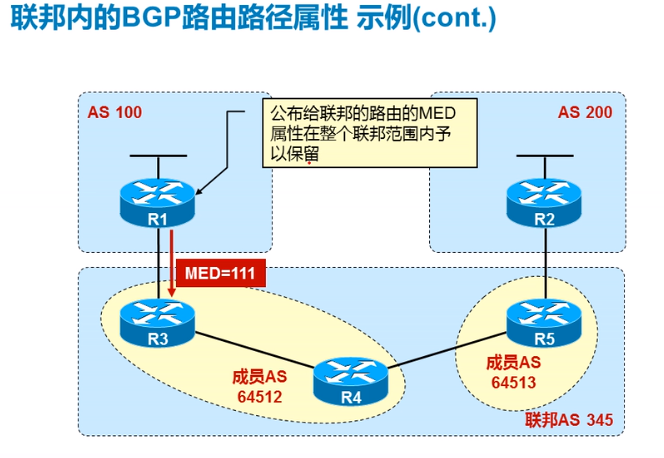 联邦内的BGP路由路径属性 示例(cont.)
AS 100
公布给联邦的路由的MED
属性在整个联邦范围内予
以保留
AS 200
R1
R2
MED=111
R3
R5
成员AS
64512
R4
成员AS
64513
联邦AS 345